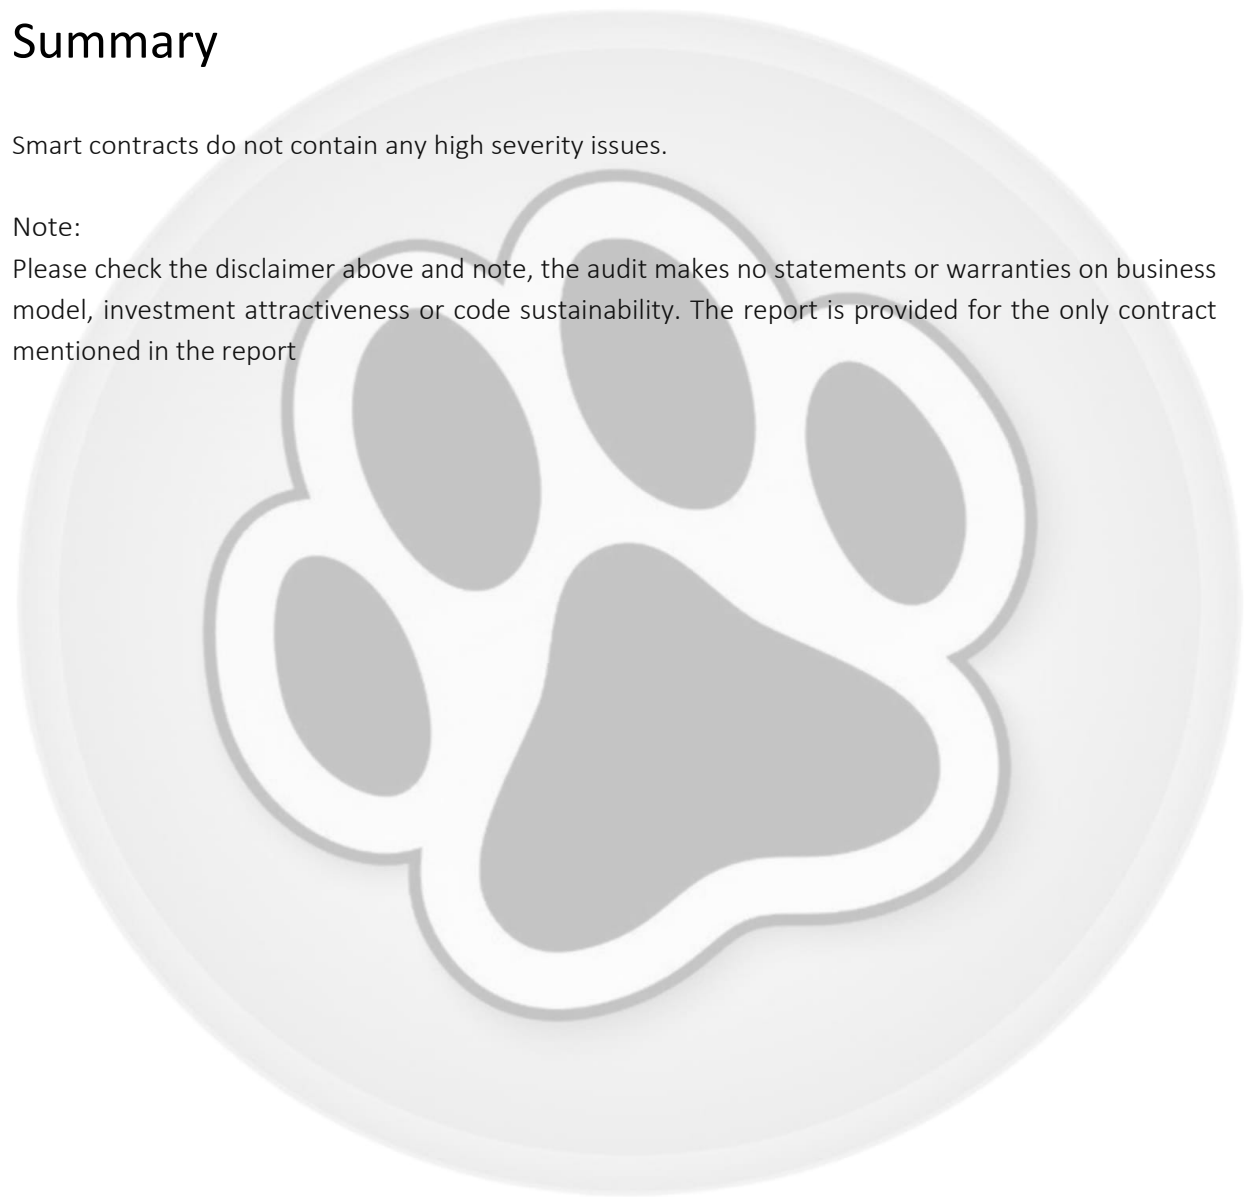 Summary
Smart contracts do not contain any high severity issues.
Note:
Please check the disclaimer above and note, the audit makes no statements or warranties on business
model, investment attractiveness or code sustainability. The report is provided for the only contract
mentioned in the report